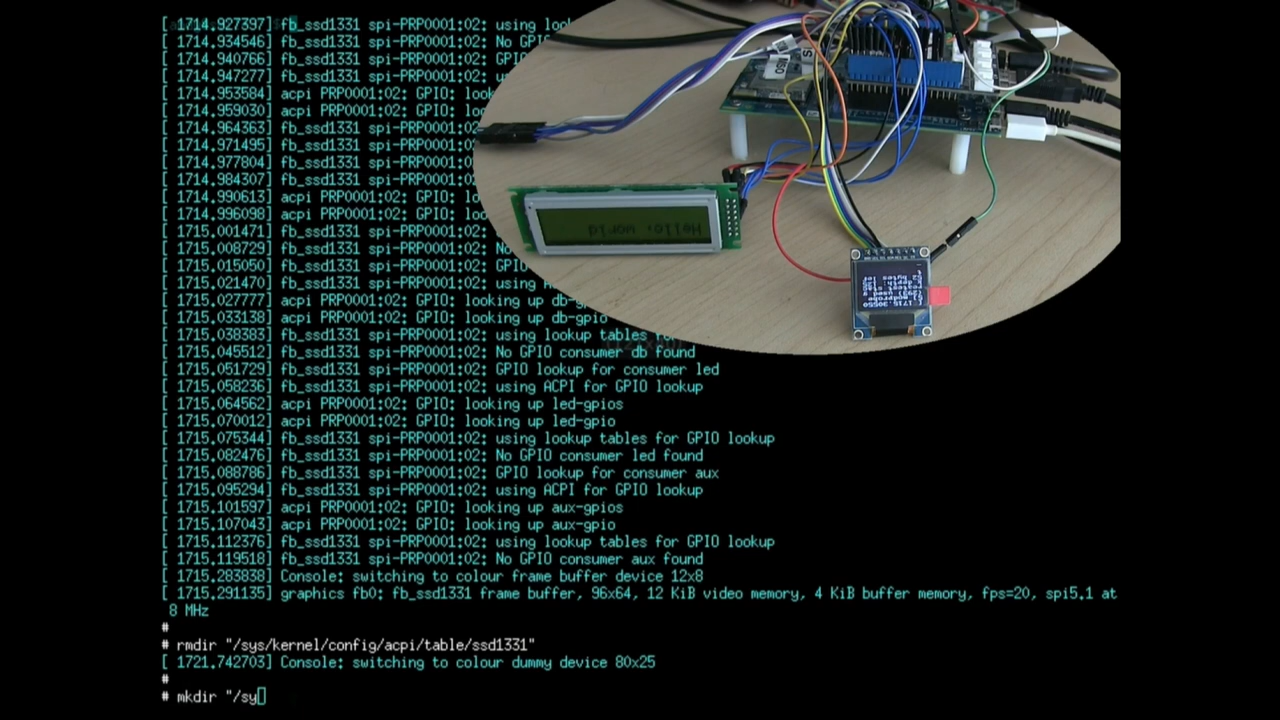 [ 1714.927397] fb_ssd1331 spi-PRP0001:02: using look
[ 1714.934546] fb_ssd1331 spi-PRP0001:02: No GPI
[ 1714.940766] fb_ssd1331 spi-PRP0001:02: GPIO
[ 1714.947277] fb_ssd1331 spi-PRP0001:02: us
[ 1714.953584] acpi PRP0001:02: GPIO: look
[ 1714.959030] acpi PRP0001:02: GPIO: loo
[ 1714.964363] fb_ssd1331 spi-PRP0001:02:
[ 1714.971495] fb_ssd1331 spi-PRP0001:02:
[ 1714.977804] fb_ssd1331 spi-PRP0001:02:
[ 1714.984307] fb_ssd1331 spi-PRP0001:02:
[ 1714.990613] acpi PRP0001:02: GPIO: loo
[ 1714.996098] acpi PRP0001:02: GPIO: loo
[ 1715.001471] fb_ssd1331 spi-PRP0001:02:
[ 1715.008729] fb_ssd1331 spi-PRP0001:02: No
[ 1715.015050] fb_ssd1331 spi-PRP0001:02: GPI
[ 1715.021470] fb_ssd1331 spi-PRP0001:02: using A
[ 1715.027777] acpi PRP0001:02: GPIO: looking up db-g
[ 1715.033138] acpi PRP0001:02: GPIO: looking up db-gpio
[ 1715.038383] fb_ssd1331 spi-PRP0001:02: using lookup tables for
[ 1715.045512] fb_ssd1331 spi-PRP0001:02: No GPIO consumer db found
[ 1715.051729] fb_ssd1331 spi-PRP0001:02: GPIO lookup for consumer led
[ 1715.058236] fb_ssd1331 spi-PRP0001:02: using ACPI for GPIO lookup
[ 1715.064562] acpi PRP0001:02: GPIO: looking up led-gpios
[ 1715.070012] acpi PRP0001:02: GPIO: looking up led-gpio
[ 1715.075344] fb_ssd1331 spi-PRP0001:02: using lookup tables for GPIO lookup
[ 1715.082476] fb_ssd1331 spi-PRP0001:02: No GPIO consumer led found
[ 1715.088786] fb_ssd1331 spi-PRP0001:02: GPIO lookup for consumer aux
[ 1715.095294] fb_ssd1331 spi-PRP0001:02: using ACPI for GPIO lookup
[ 1715.101597] acpi PRP0001:02: GPIO: looking up aux-gpios
[ 1715.107043] acpi PRP0001:02: GPIO: looking up aux-gpio
[ 1715.112376] fb_ssd1331 spi-PRP0001:02: using lookup tables for GPIO lookup
[ 1715.119518] fb_ssd1331 spi-PRP0001:02: No GPIO consumer aux found
[ 1715.283838] Console: switching to colour frame buffer device 12x8
[ 1715.291135] graphics fb0: fb_ssd1331 frame buffer, 96x64, 12 KiB video memory, 4 KiB buffer memory, fps=20, spi5.1 at
8 MHz
#
# rmdir "/sys/kernel/config/acpi/table/ssd1331"
[ 1721.742703] Console: switching to colour dummy device 80x25
#
# mkdir "/sy
MISO
Hello, world